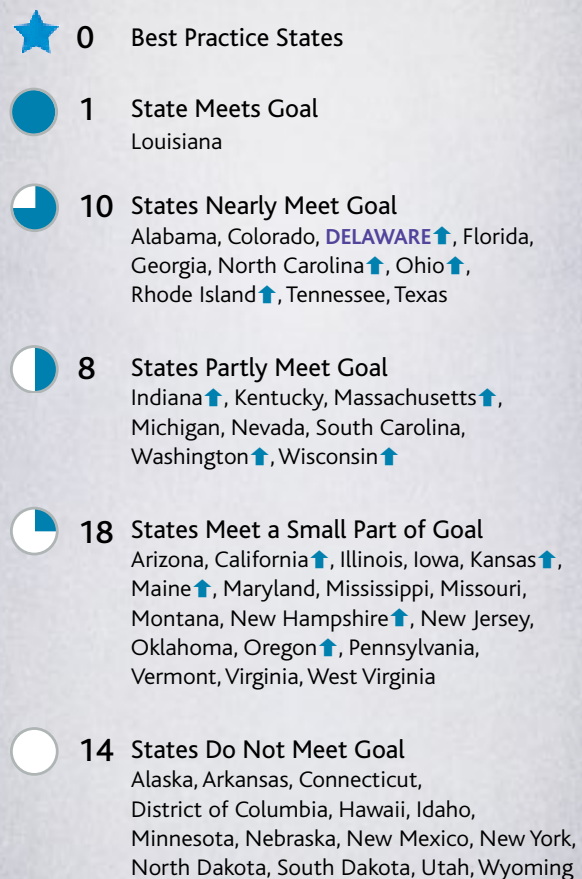 0 Best Practice States
1 State Meets Goal
Louisiana
10 States Nearly Meet Goal
Alabama, Colorado, DELAWARE⬆, Florida,
Georgia, North Carolina⬆, Ohio⬆,
Rhode Island⬆, Tennessee, Texas
8 States Partly Meet Goal
Indiana⬆, Kentucky, Massachusetts⬆,
Michigan, Nevada, South Carolina,
Washington⬆, Wisconsin⬆
18 States Meet a Small Part of Goal
Arizona, California⬆, Illinois, Iowa, Kansas⬆,
Maine⬆, Maryland, Mississippi, Missouri,
Montana, New Hampshire⬆, New Jersey,
Oklahoma, Oregon⬆, Pennsylvania,
Vermont, Virginia, West Virginia
14 States Do Not Meet Goal
Alaska, Arkansas, Connecticut,
District of Columbia, Hawaii, Idaho,
Minnesota, Nebraska, New Mexico, New York,
North Dakota, South Dakota, Utah, Wyoming